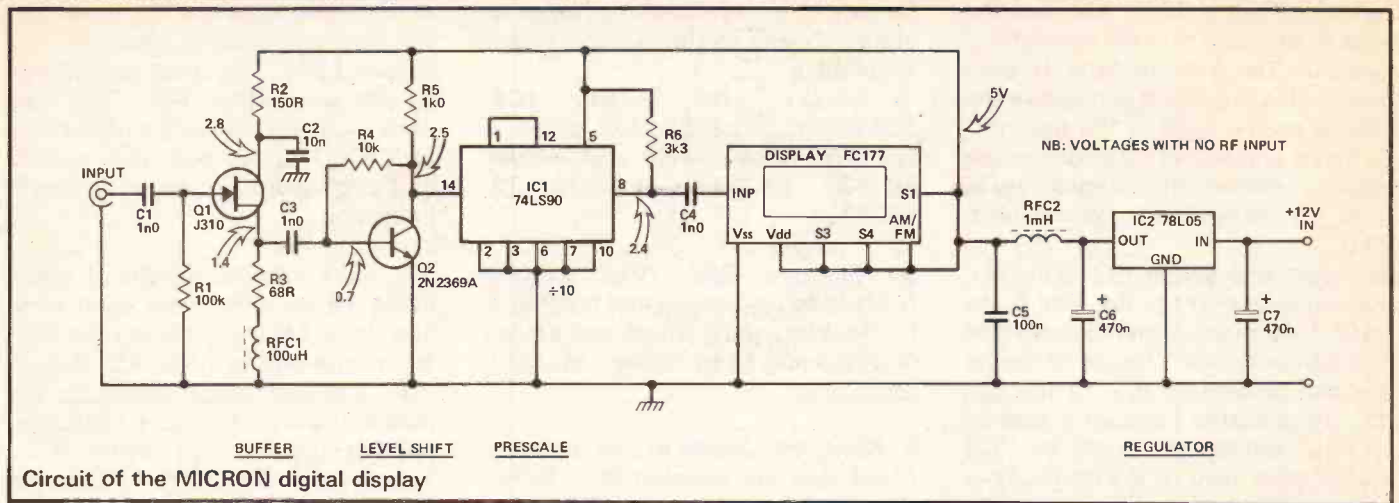 R2
150R
2.8
C2
10n
INPUT
C1
1n0
Q1
J310
1.4
C3
1n0
R1
100k
R3
68R
RFC1
100uH
R4
10k
R5
1k0
2.5
0.7
Q2
2N2369A
1
12
5
14
IC1
74LS90
8
2
3
6
7
10
÷10
R6
3k3
2.4
C4
1n0
DISPLAY FC177
INP
S1
AM/
FM
Vss
Vdd
S3
S4
5V
NB: VOLTAGES WITH NO RF INPUT
RFC2
1mH
IC2 78L05
OUT
IN
GND
+12V
IN
C5
100n
+
C6
470n
+
C7
470n
BUFFER
LEVEL SHIFT
PRESCALE
REGULATOR
Circuit of the MICRON digital display